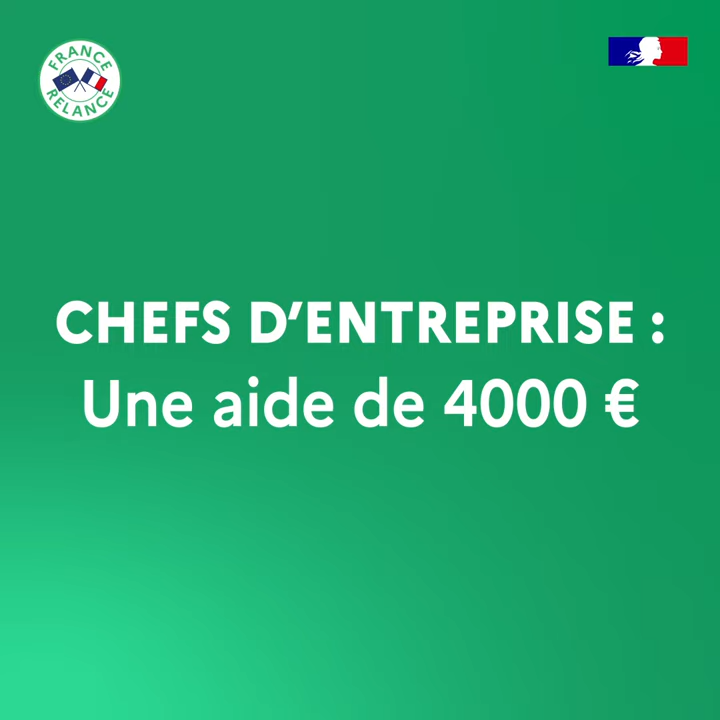 FRANCE
RELANCE
CHEFS D’ENTREPRISE :
Une aide de 4000 €